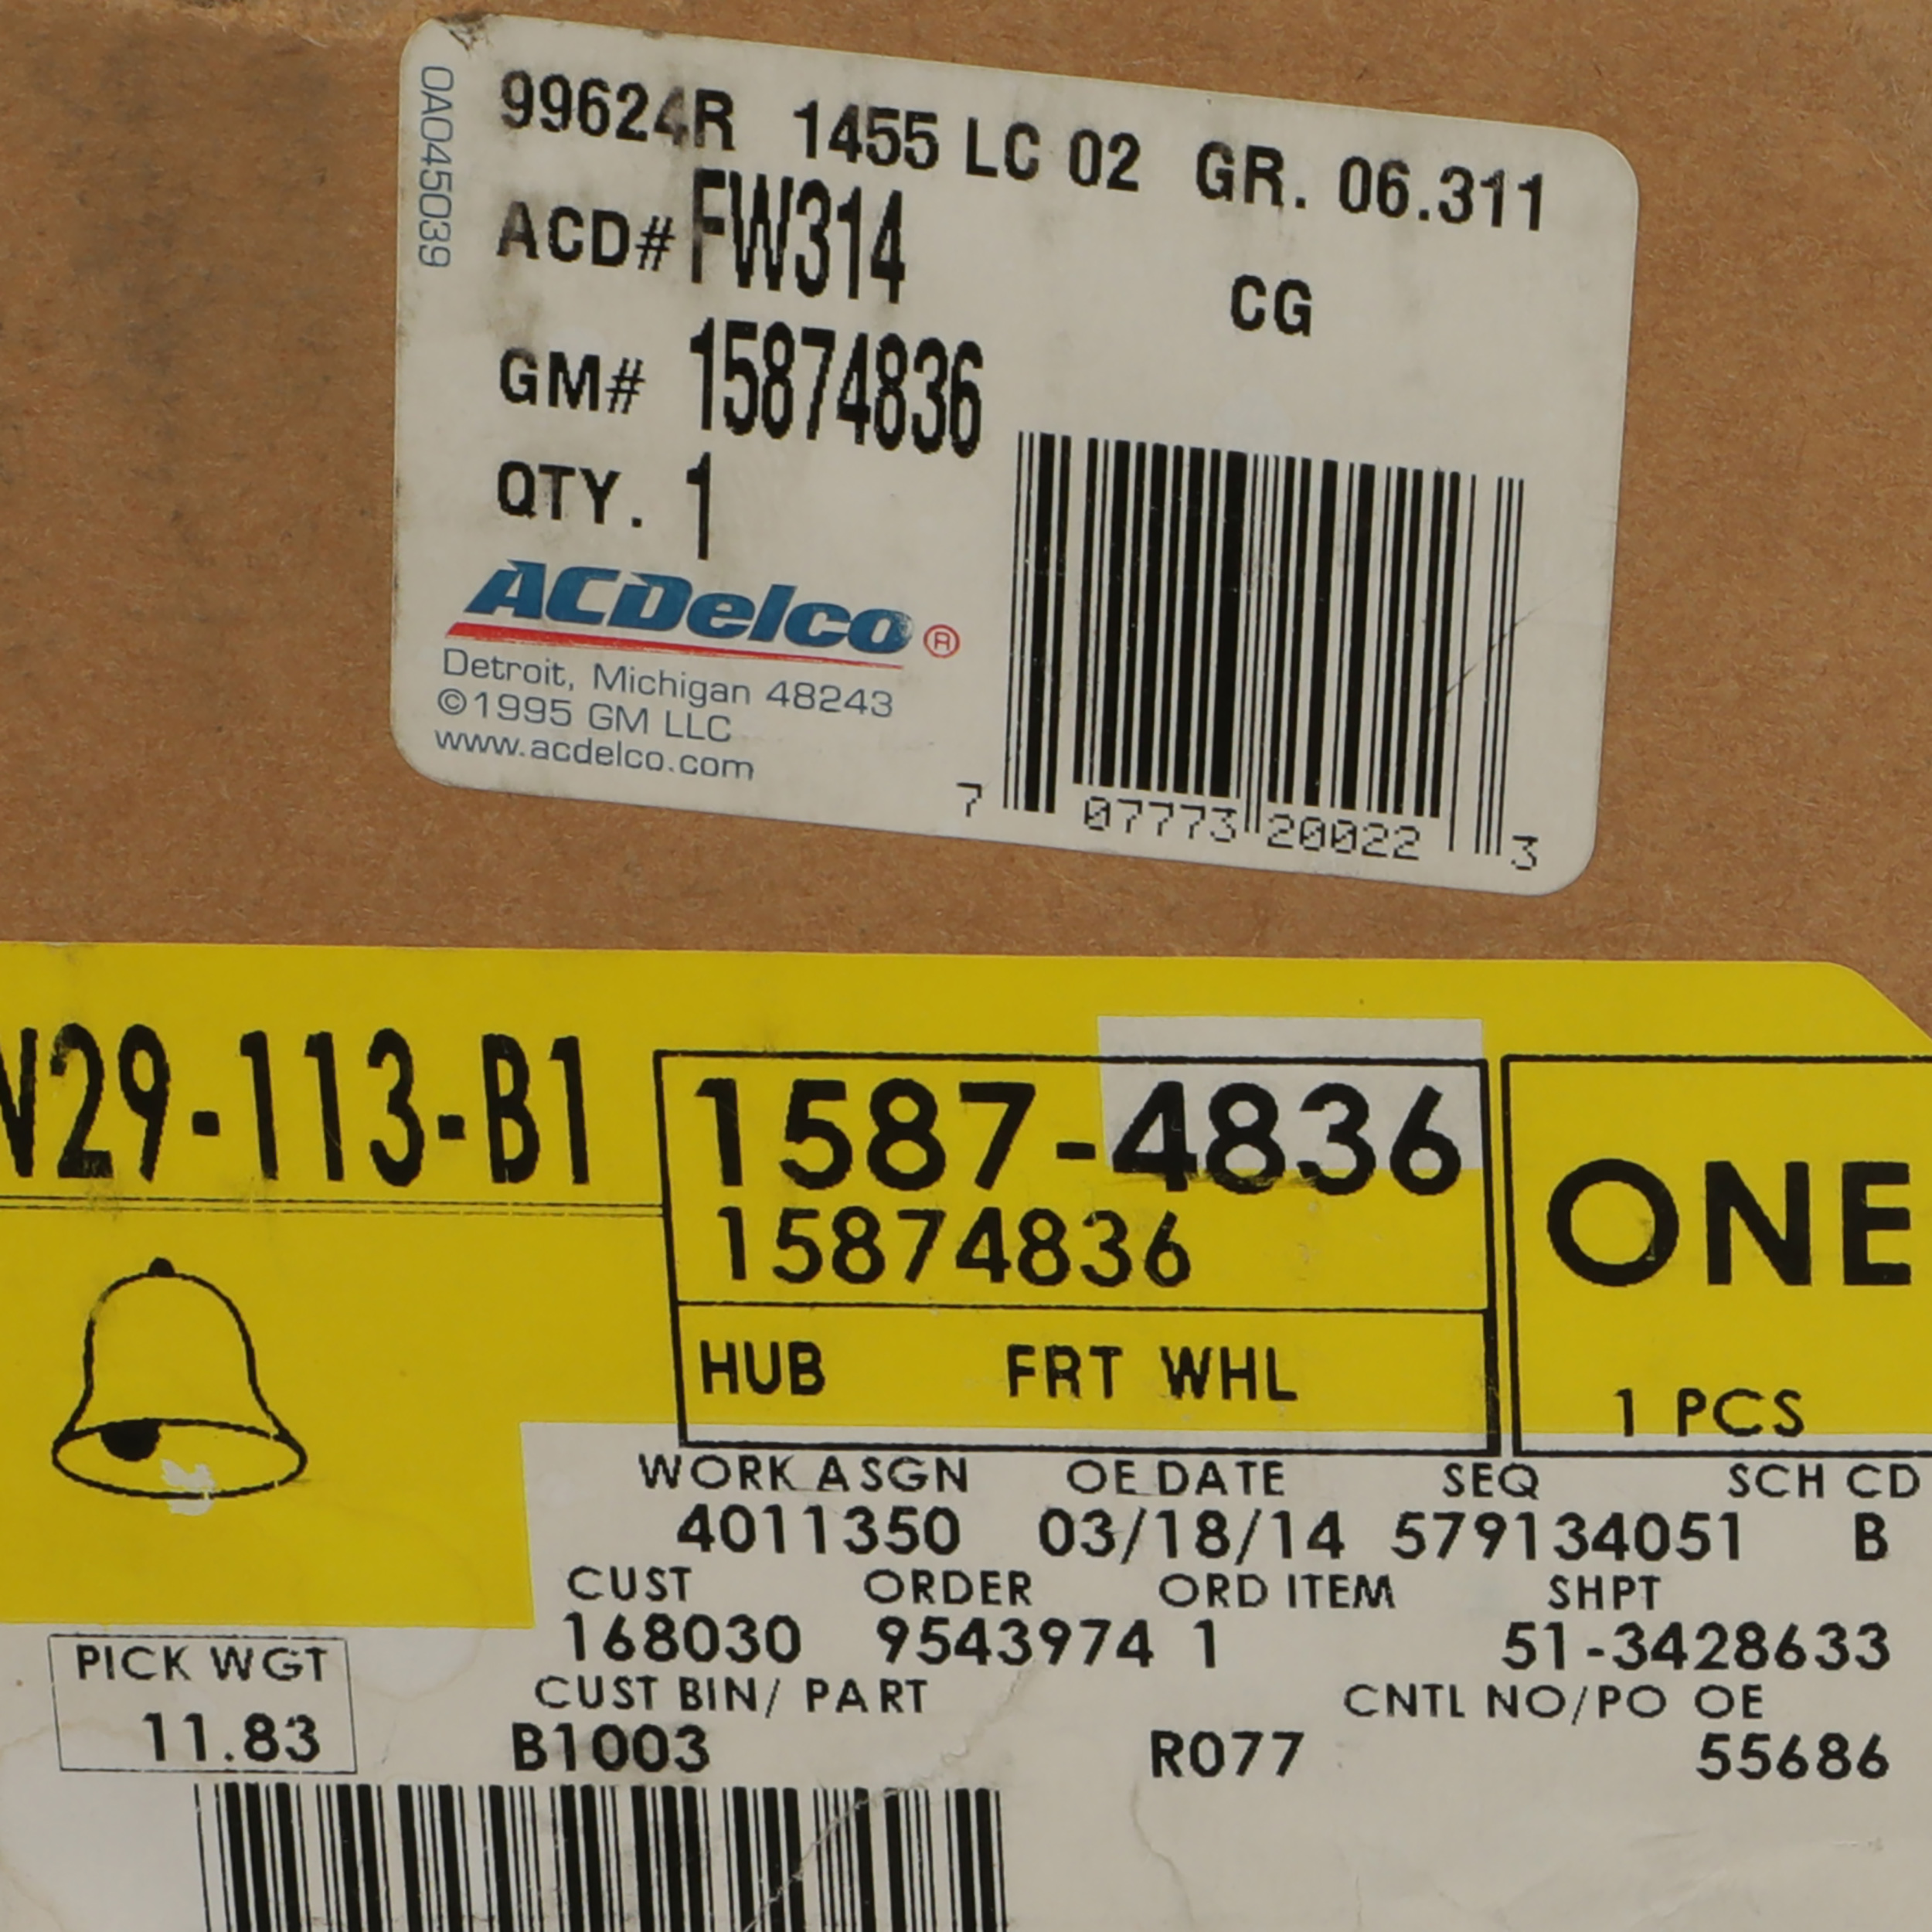 0A045039
99624R 1455 LC 02 GR. 06.311
ACD# FW314
CG
GM# 15874836
QTY. 1
ACDelco®
Detroit, Michigan 48243
©1995 GM LLC
www.acdelco.com
7 07773 20022 3
V29-113-B1
1587-4836
15874836
HUB FRT WHL
ONE
1 PCS
WORK ASGN OE DATE SEQ SCH CD
4011350 03/18/14 579134051 B
CUST ORDER ORD ITEM SHPT
168030 9543974 1 51-3428633
PICK WGT
11.83
CUST BIN/ PART CNTL NO/PO OE
B1003 R077 55686